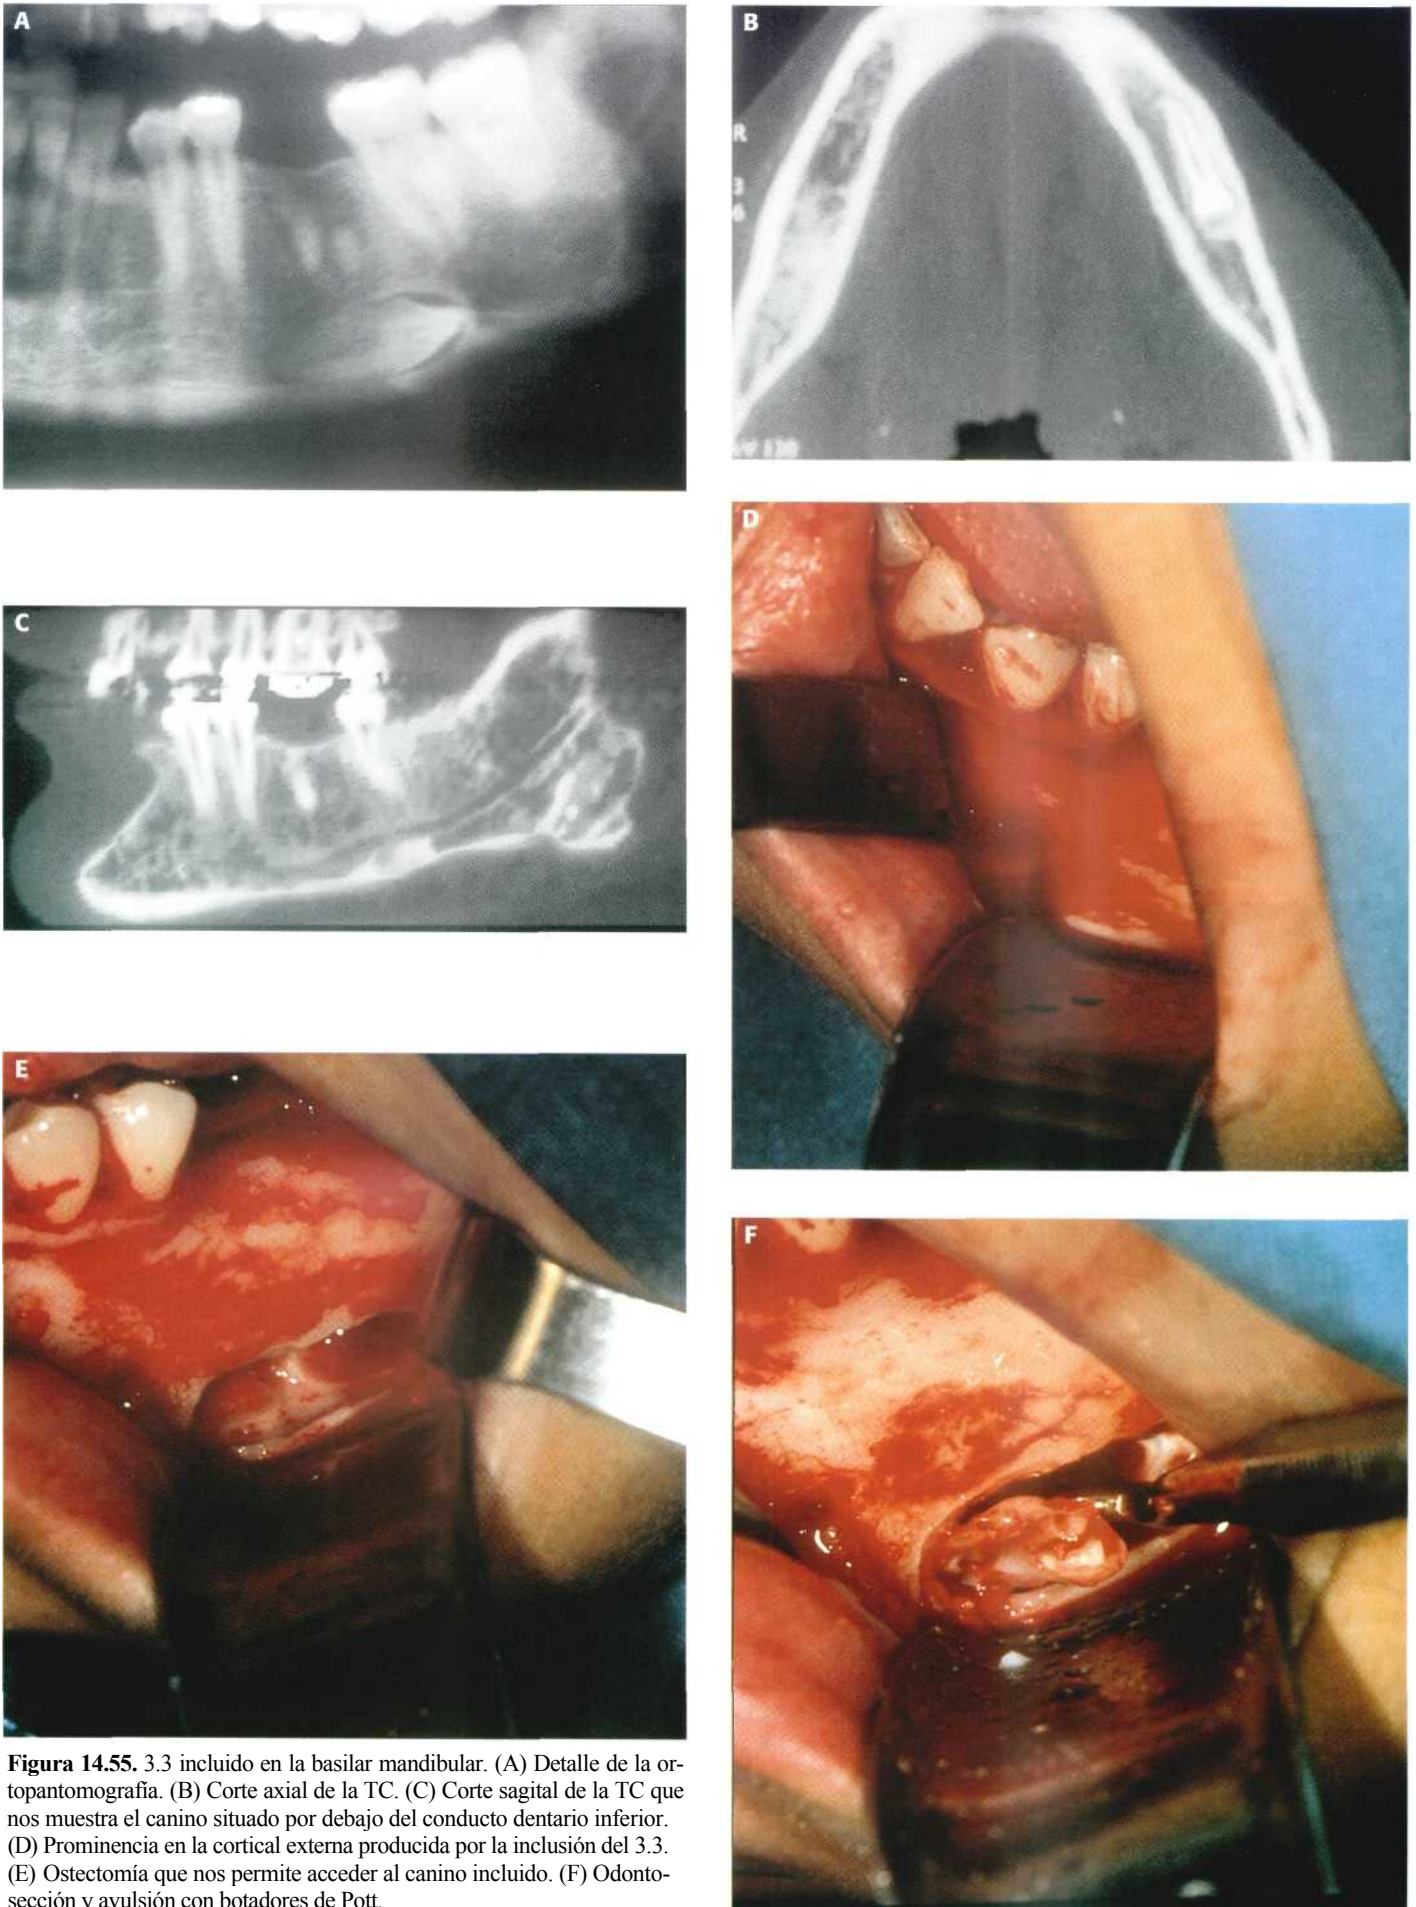 A
B
R
3
6
D
C
E
F
Figura 14.55. 3.3 incluido en la basilar mandibular. (A) Detalle de la or-
topantomografía. (B) Corte axial de la TC. (C) Corte sagital de la TC que
nos muestra el canino situado por debajo del conducto dentario inferior.
(D) Prominencia en la cortical externa producida por la inclusión del 3.3.
(E) Ostectomía que nos permite acceder al canino incluido. (F) Odonto-
sección y avulsión con botadores de Pott.